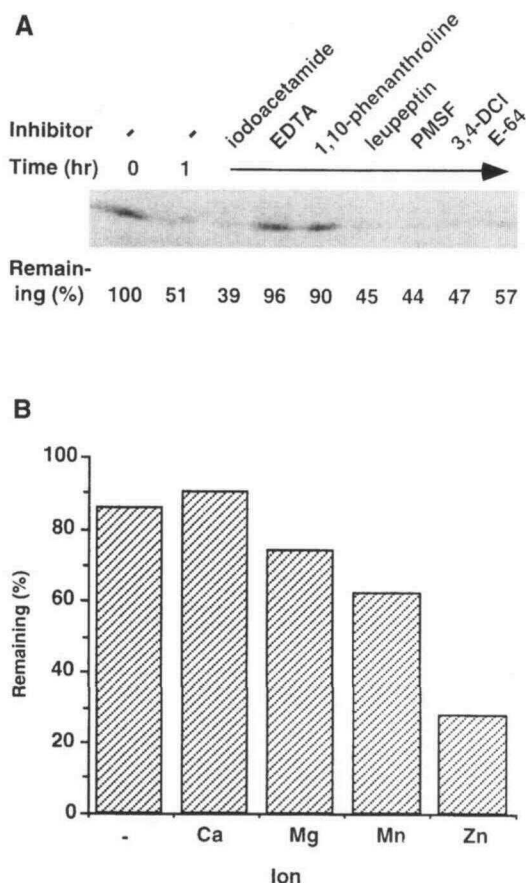 A
Inhibitor - - iodoacetamide EDTA 1,10-phenanthroline leupeptin PMSF 3,4-DCI E-64
Time (hr) 0 1
Remain-
ing (%) 100 51 39 96 90 45 44 47 57
B
100
80
60
40
20
0
Remaining (%)
- Ca Mg Mn Zn
Ion